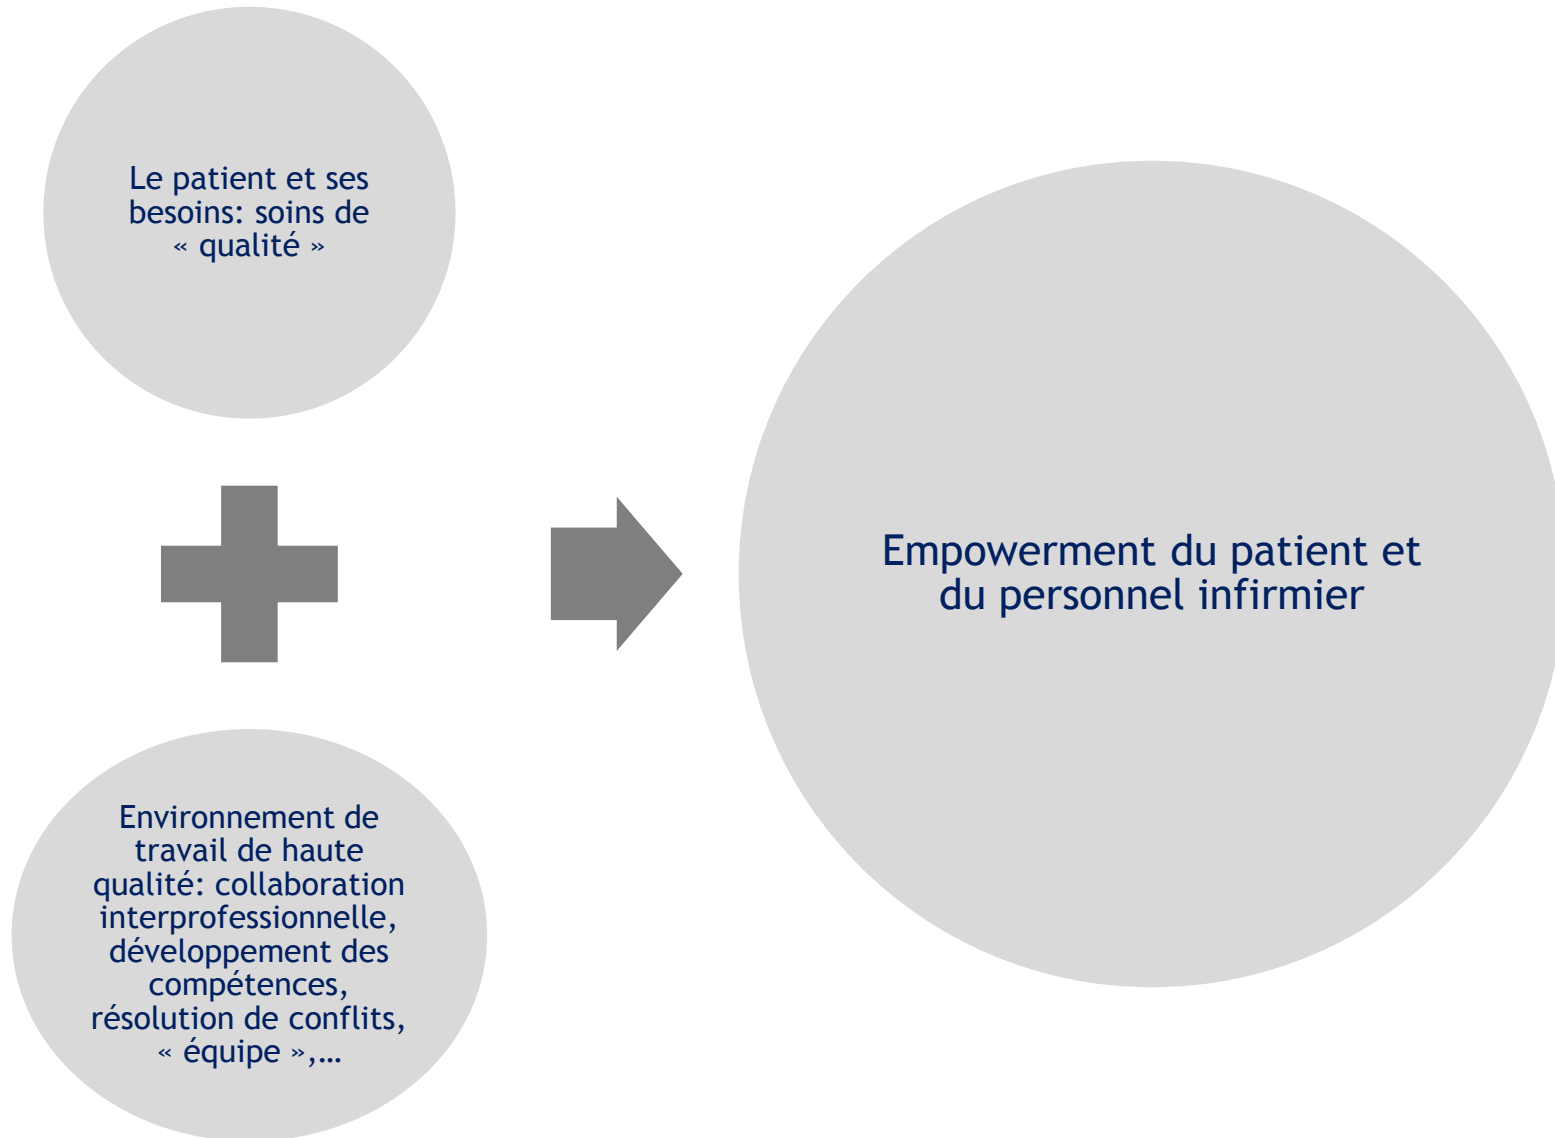 Le patient et ses
besoins: soins de
« qualité »
Environnement de
travail de haute
qualité: collaboration
interprofessionnelle,
développement des
compétences,
résolution de conflits,
« équipe »,…
Empowerment du patient et
du personnel infirmier